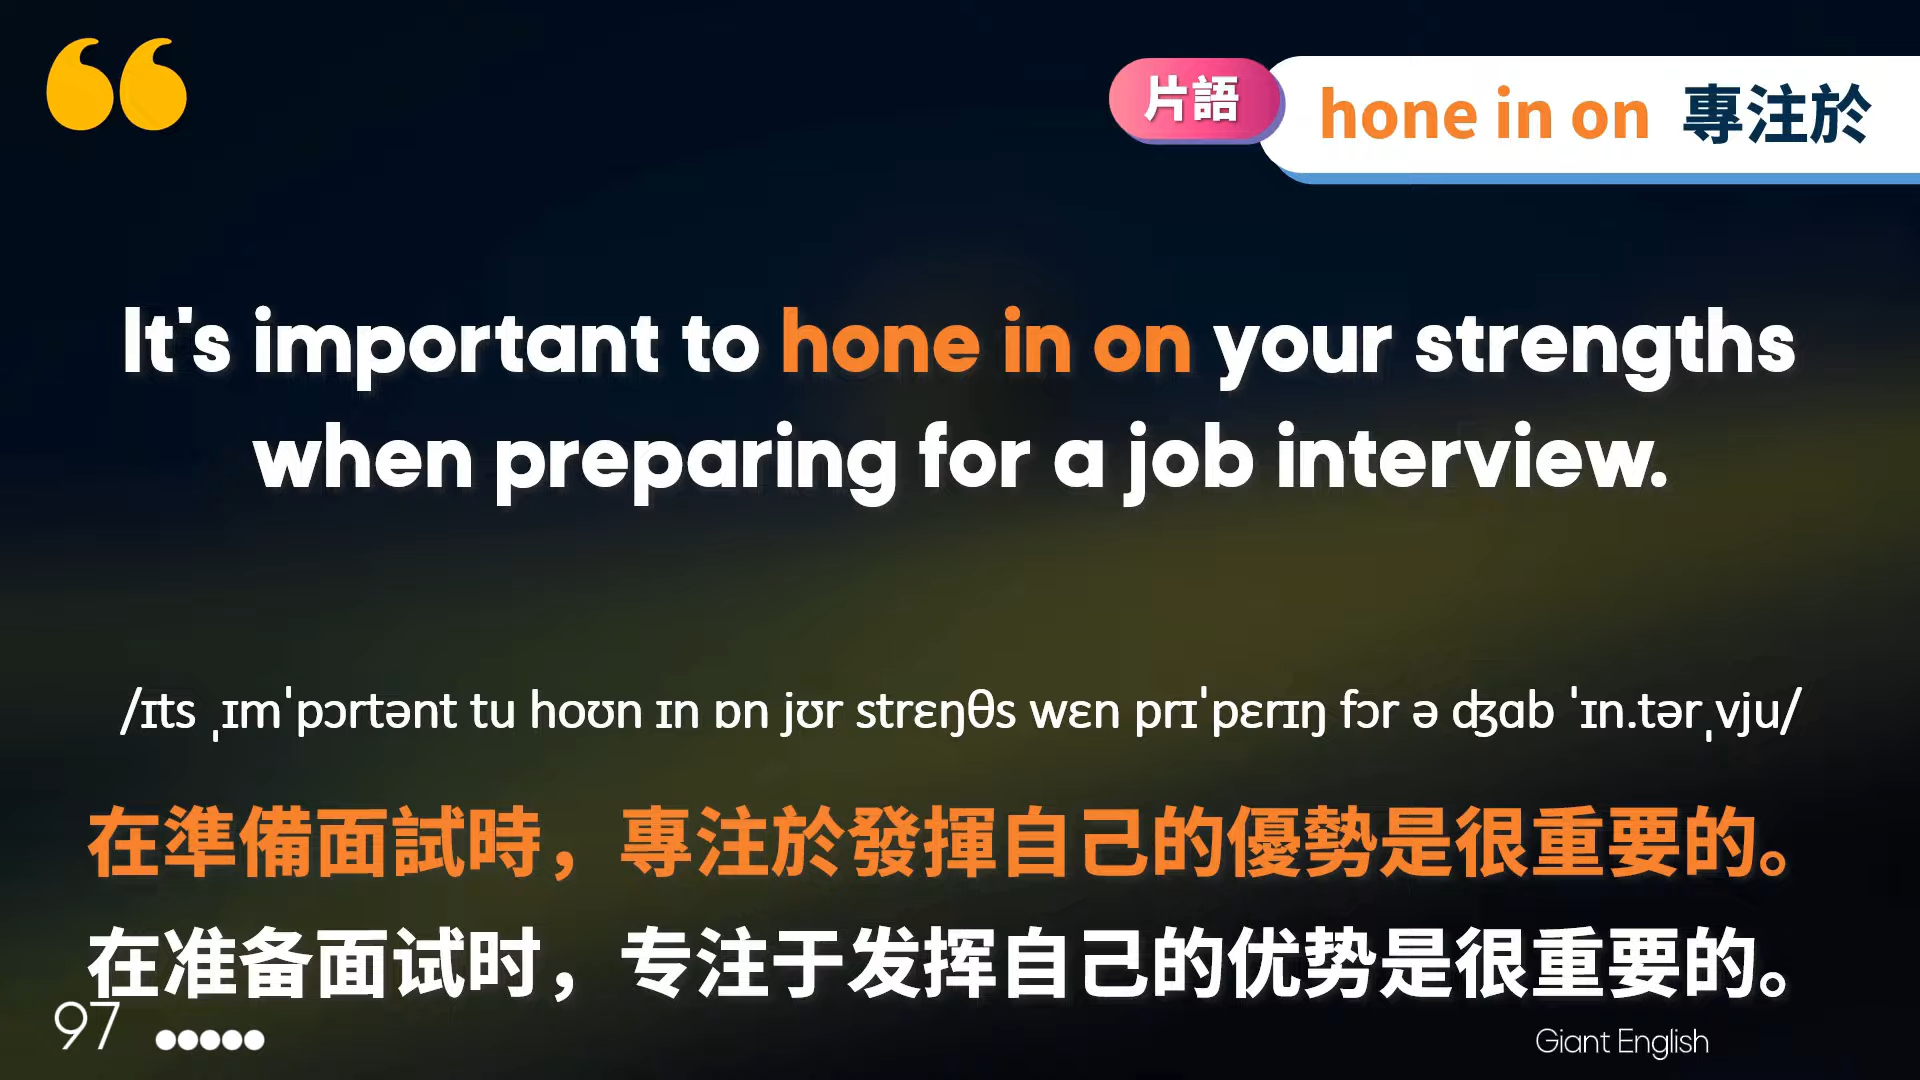 片語 hone in on 專注於
It's important to hone in on your strengths
when preparing for a job interview.
/ɪts ˌɪmˈpɔrtənt tu hoʊn ɪn ɒn jʊr strɛŋθs wɛn prɪˈpɛrɪŋ fɔr ə ʤɑb ˈɪn.tərˌvju/
在準備面試時，專注於發揮自己的優勢是很重要的。
在准备面试时，专注于发挥自己的优势是很重要的。
97
Giant English